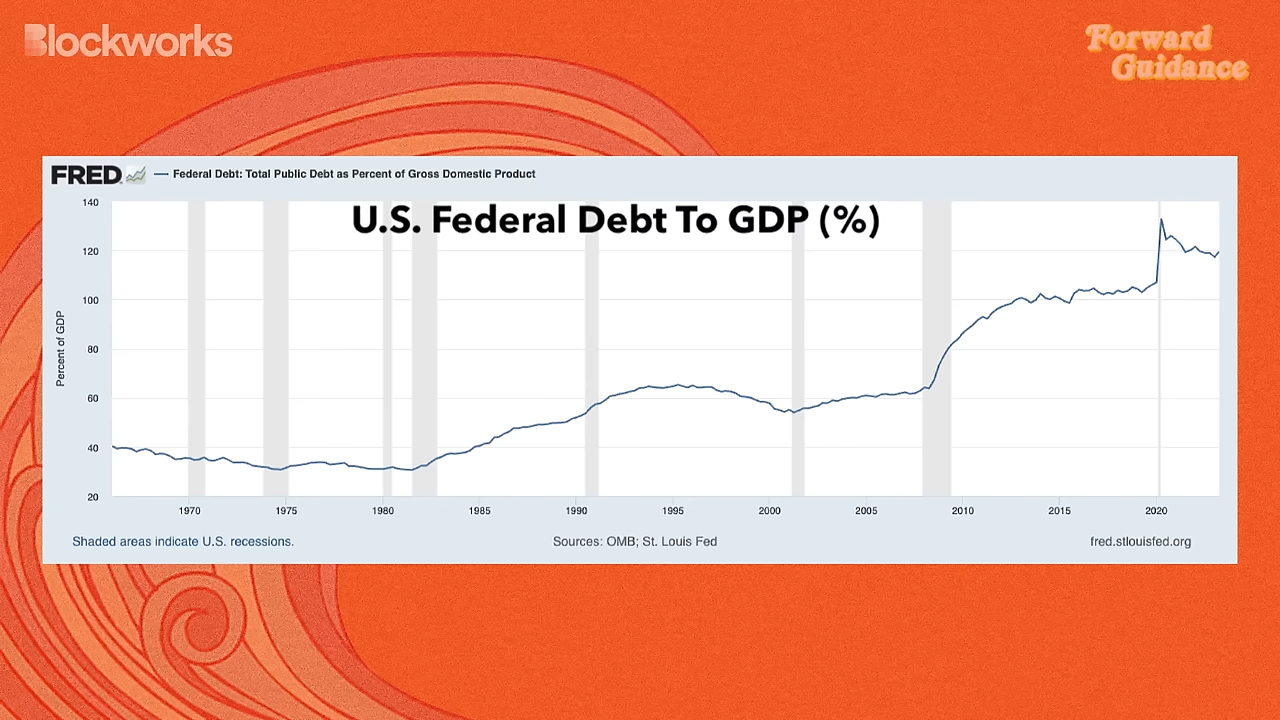 Blockworks
Forward
Guidance
FRED
Federal Debt: Total Public Debt as Percent of Gross Domestic Product
U.S. Federal Debt To GDP (%)
Percent of GDP
140
120
100
80
60
40
20
1970 1975 1980 1985 1990 1995 2000 2005 2010 2015 2020
Shaded areas indicate U.S. recessions. Sources: OMB; St. Louis Fed fred.stlouisfed.org